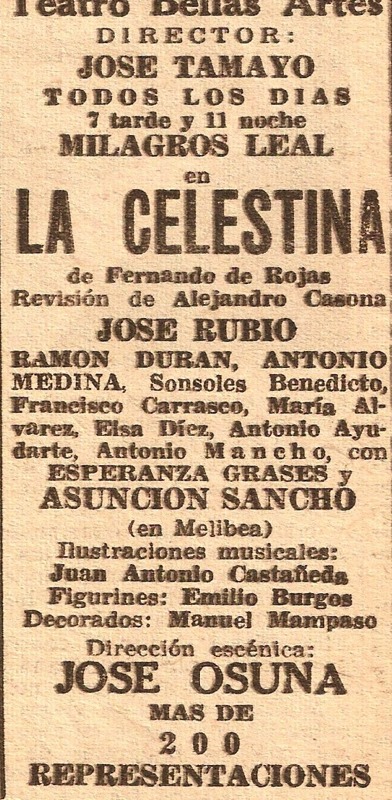 Teatro Bellas Artes
DIRECTOR:
JOSE TAMAYO
TODOS LOS DIAS
7 tarde y 11 noche
MILAGROS LEAL
en
LA CELESTINA
de Fernando de Rojas
Revisión de Alejandro Casona
JOSE RUBIO
RAMON DURAN, ANTONIO
MEDINA, Sonsoles Benedicto,
Francisco Carrasco, María Al-
varez, Elsa Díez, Antonio Ayu-
darte, Antonio Mancho, con
ESPERANZA GRASES y
ASUNCION SANCHO
(en Melibea)
Ilustraciones musicales:
Juan Antonio Castañeda
Figurines: Emilio Burgos
Decorados: Manuel Mampaso
Dirección escénica:
JOSE OSUNA
MAS DE
200
REPRESENTACIONES